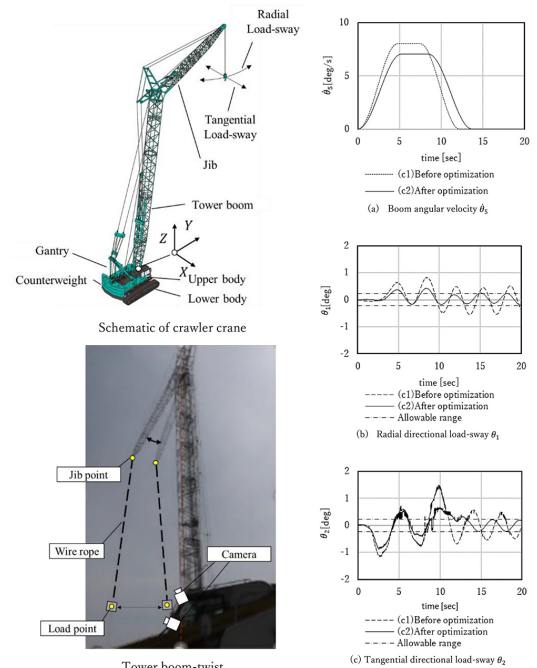 Radial
Load-sway
Tangential
Load-sway
Jib
Tower boom
Z
Y
X
Gantry
Counterweight
Upper body
Lower body
Schematic of crawler crane
Jib point
Wire rope
Camera
Load point
Tower boom-twist
10
5
0
θ̇s[deg/s]
0 5 10 15 20
time [sec]
(c1)Before optimization
(c2)After optimization
(a) Boom angular velocity θ̇s
2
1
0
-1
-2
θ1[deg]
0 5 10 15 20
time [sec]
(c1)Before optimization
(c2)After optimization
Allowable range
(b) Radial directional load-sway θ1
2
1
0
-1
-2
θ2[deg]
0 5 10 15 20
time [sec]
(c1)Before optimization
(c2)After optimization
Allowable range
(c) Tangential directional load-sway θ2